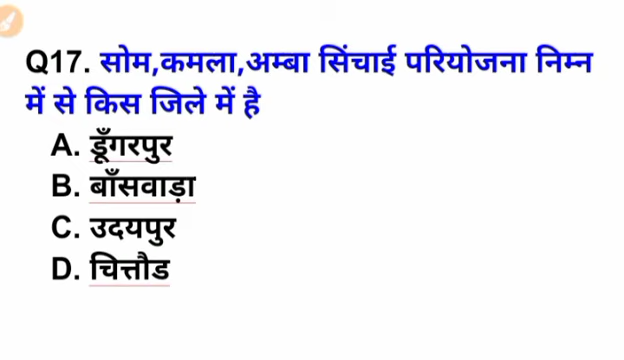 Q17. सोम,कमला,अम्बा सिंचाई परियोजना निम्न
में से किस जिले में है
A. डूँगरपुर
B. बाँसवाड़ा
C. उदयपुर
D. चित्तौड